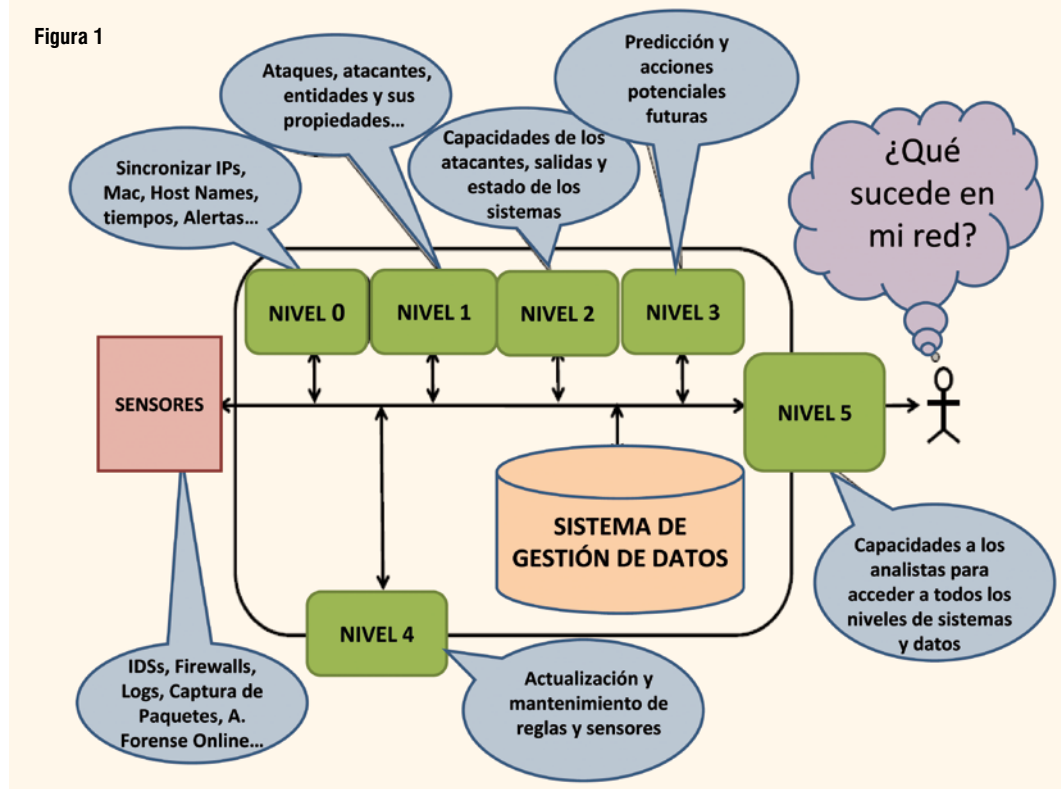 Figura 1
Ataques, atacantes,
entidades y sus
propiedades…
Predicción y
acciones
potenciales
futuras
Capacidades de los
atacantes, salidas y
estado de los
sistemas
¿Qué
sucede en
mi red?
Sincronizar IPs,
Mac, Host Names,
tiempos, Alertas…
NIVEL 0
NIVEL 1
NIVEL 2
NIVEL 3
SENSORES
NIVEL 5
SISTEMA DE
GESTIÓN DE DATOS
Capacidades a los
analistas para
acceder a todos los
niveles de sistemas
y datos
NIVEL 4
IDSs, Firewalls,
Logs, Captura de
Paquetes, A.
Forense Online…
Actualización y
mantenimiento de
reglas y sensores